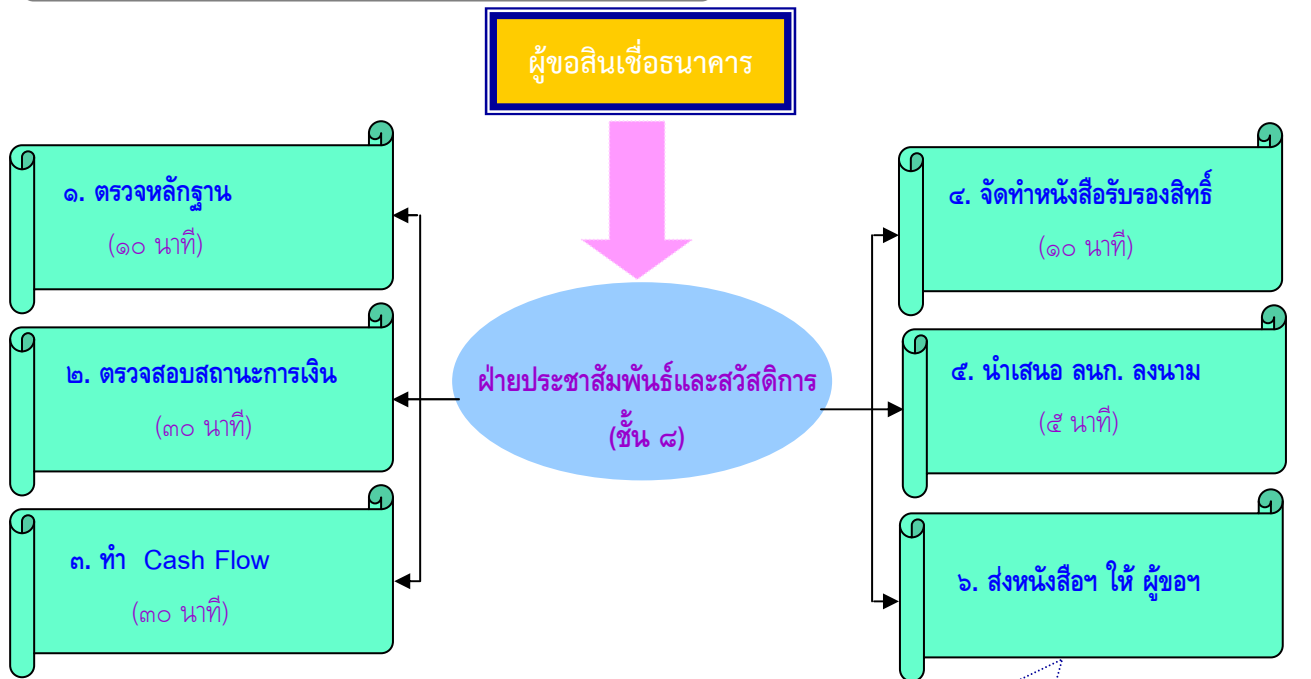 ผู้ขอสินเชื่อธนาคาร
๑. ตรวจหลักฐาน
(๑๐ นาที)
๒. ตรวจสอบสถานะการเงิน
(๓๐ นาที)
๓. ทำ Cash Flow
(๓๐ นาที)
ฝ่ายประชาสัมพันธ์และสวัสดิการ
(ชั้น ๘)
๔. จัดทำหนังสือรับรองสิทธิ์
(๑๐ นาที)
๕. นำเสนอ ลนก. ลงนาม
(๕ นาที)
๖. ส่งหนังสือฯ ให้ ผู้ขอฯ